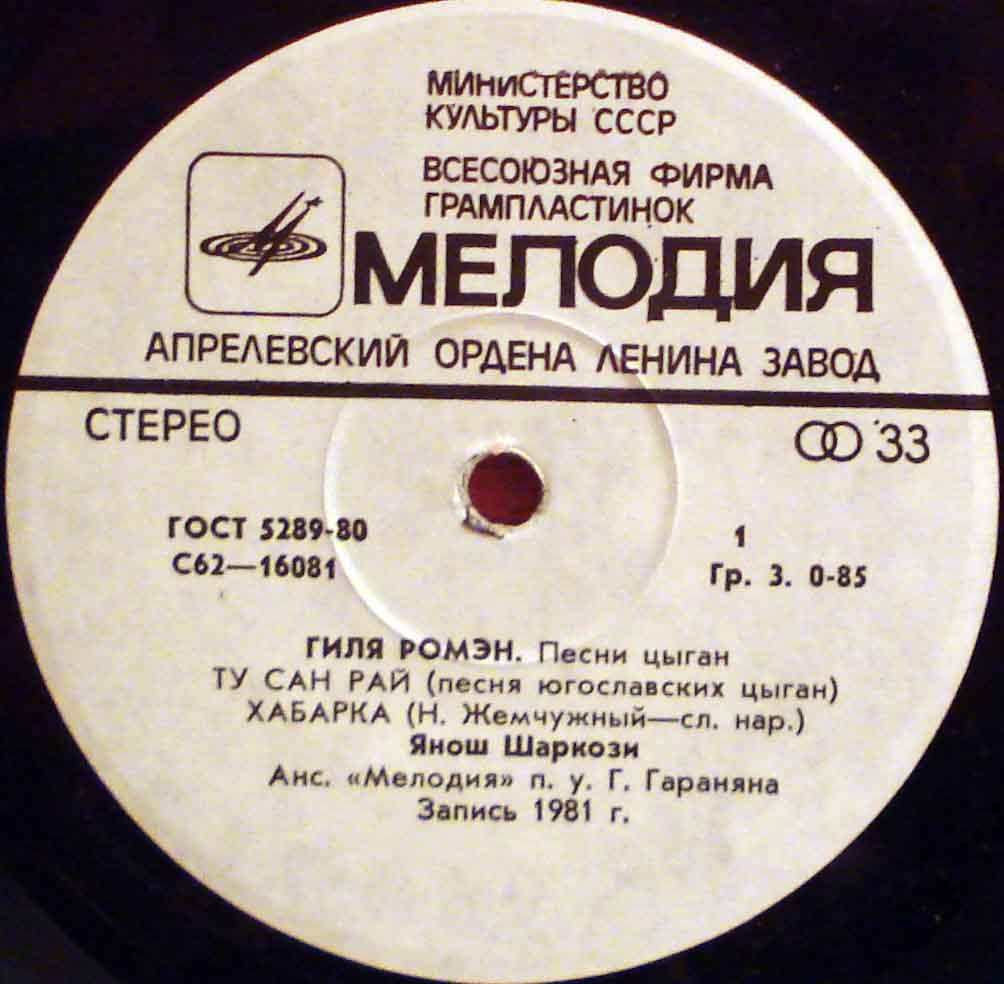 МИНИСТЕРСТВО
КУЛЬТУРЫ СССР
ВСЕСОЮЗНАЯ ФИРМА
ГРАМПЛАСТИНОК
МЕЛОДИЯ
АПРЕЛЕВСКИЙ ОРДЕНА ЛЕНИНА ЗАВОД
СТЕРЕО
33
ГОСТ 5289-80
С62—16081
1
Гр. 3. 0-85
ГИЛЯ РОМЭН. Песни цыган
ТУ САН РАЙ (песня югославских цыган)
ХАБАРКА (Н. Жемчужный—сл. нар.)
Янош Шаркози
Анс. «Мелодия» п. у. Г. Гараняна
Запись 1981 г.